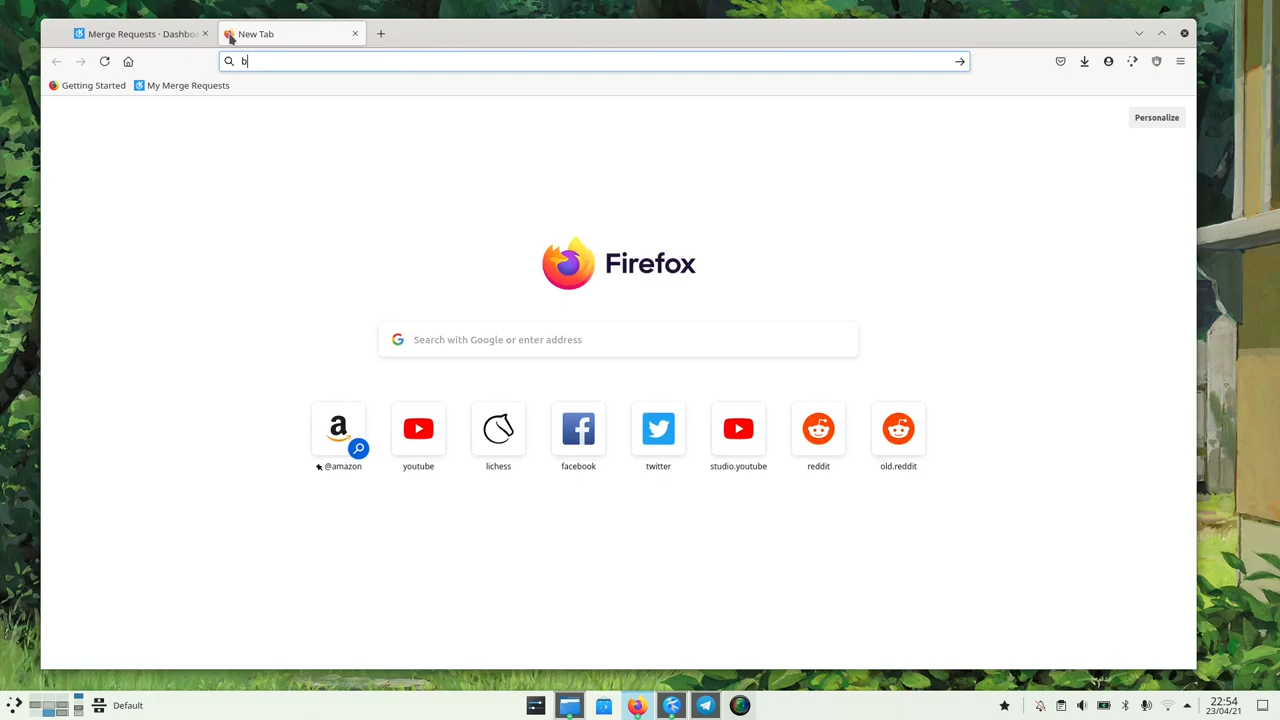 Merge Requests · Dashboa
New Tab
b
Getting Started
My Merge Requests
Personalize
Firefox
Search with Google or enter address
@amazon
youtube
lichess
facebook
twitter
studio.youtube
reddit
old.reddit
Default
22:54
23/04/21